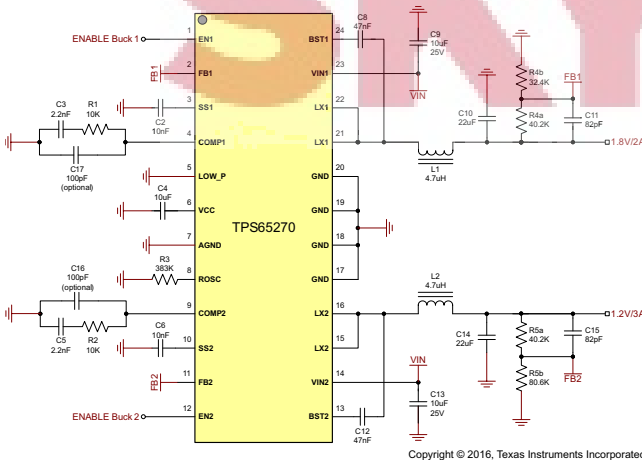 C8
47nF
C9
10uF
25V
ENABLE Buck 1
1
EN1
BST1
24
FB1
2
FB1
VIN1
23
VIN
R4b
32.4K
FB1
C3
2.2nF
R1
10K
C2
10nF
3
SS1
LX1
22
C10
22uF
R4a
40.2K
C11
82pF
4
COMP1
LX1
21
1.8V/2A
C17
100pF
(optional)
L1
4.7uH
5
LOW_P
GND
20
C4
10uF
6
VCC
GND
19
TPS65270
7
AGND
GND
18
R3
383K
8
ROSC
GND
17
C16
100pF
(optional)
L2
4.7uH
9
COMP2
LX2
16
1.2V/3A
C5
2.2nF
R2
10K
C6
10nF
10
SS2
LX2
15
C14
22uF
R5a
40.2K
C15
82pF
FB2
11
FB2
VIN2
14
VIN
R5b
80.6K
FB2
C13
10uF
25V
ENABLE Buck 2
12
EN2
BST2
13
C12
47nF
Copyright © 2016, Texas Instruments Incorporated